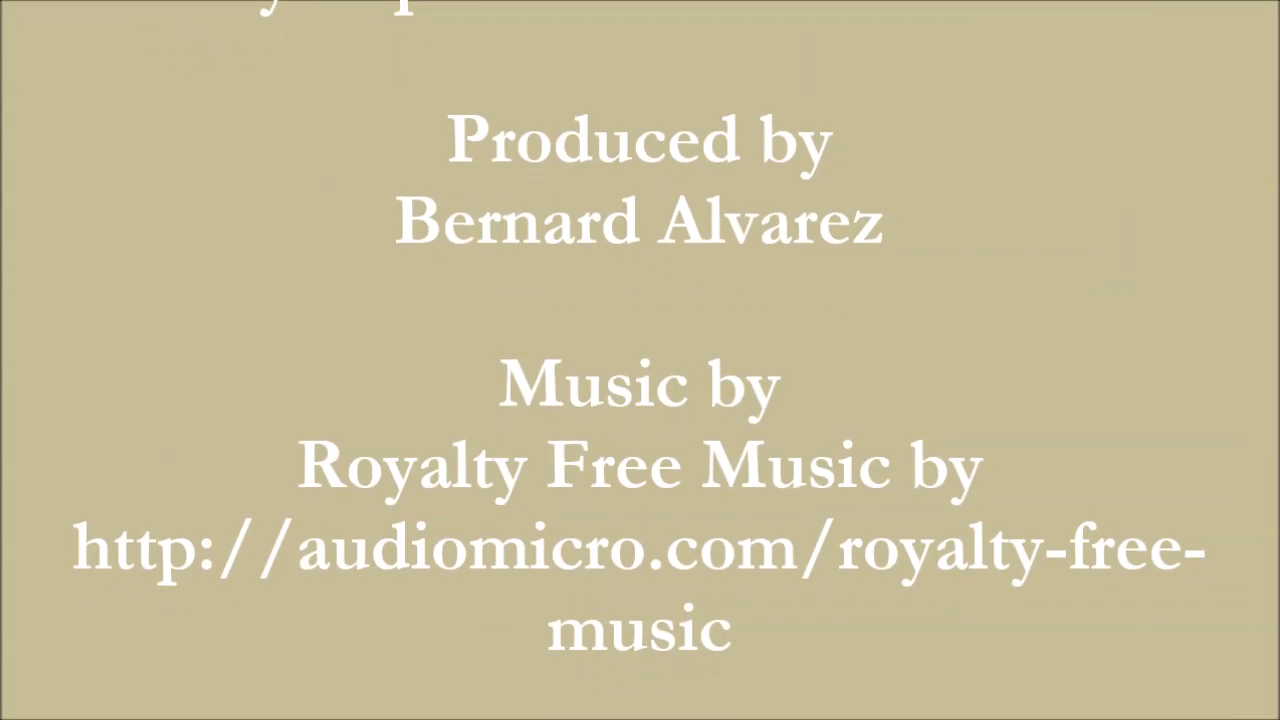 Produced by
Bernard Alvarez
Music by
Royalty Free Music by
http://audiomicro.com/royalty-free-
music